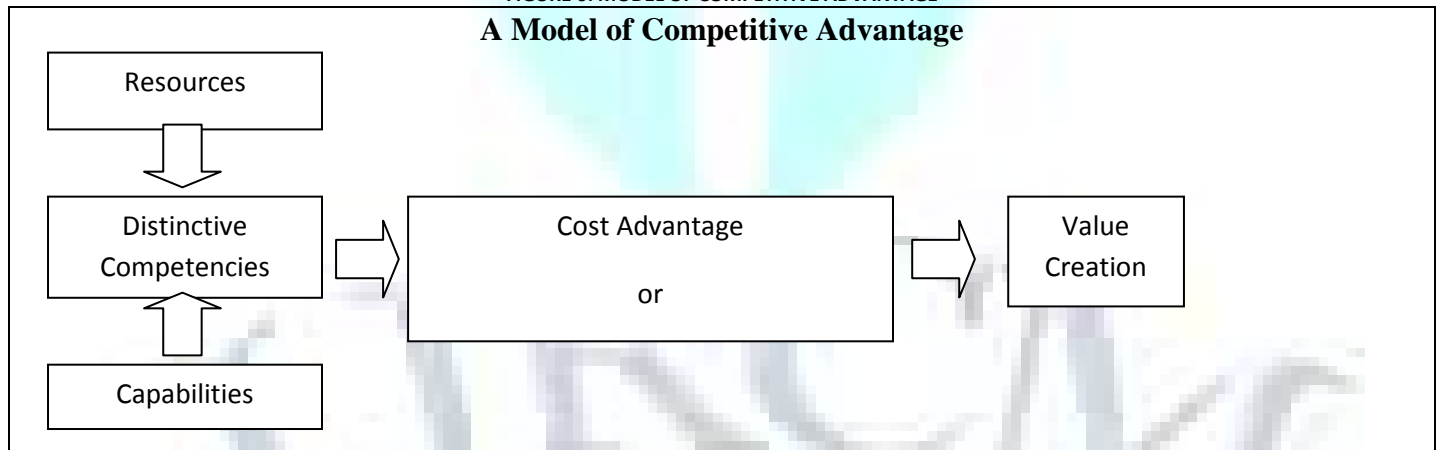 A Model of Competitive Advantage
Resources
Distinctive
Competencies
Cost Advantage
or
Value
Creation
Capabilities